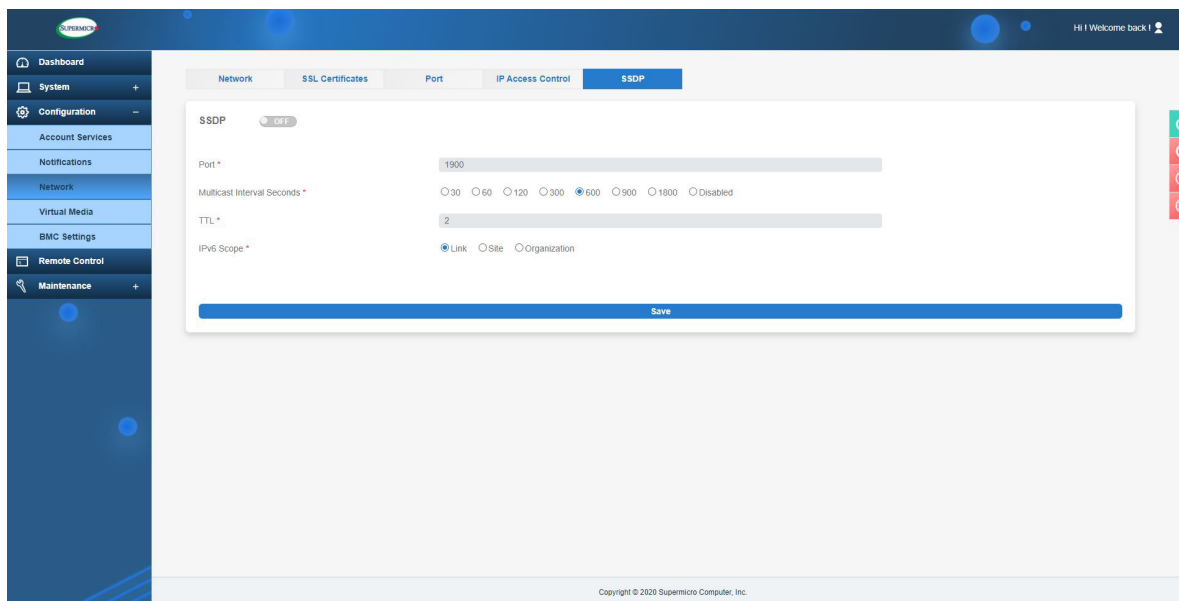 SUPERMICR
Hi ! Welcome back !
Dashboard
System +
Configuration −
Account Services
Notifications
Network
Virtual Media
BMC Settings
Remote Control
Maintenance +
Network SSL Certificates Port IP Access Control SSDP
SSDP OFF
Port * 1900
Multicast Interval Seconds * 30 60 120 300 600 900 1800 Disabled
TTL * 2
IPv6 Scope * Link Site Organization
Save
Copyright © 2020 Supermicro Computer, Inc.